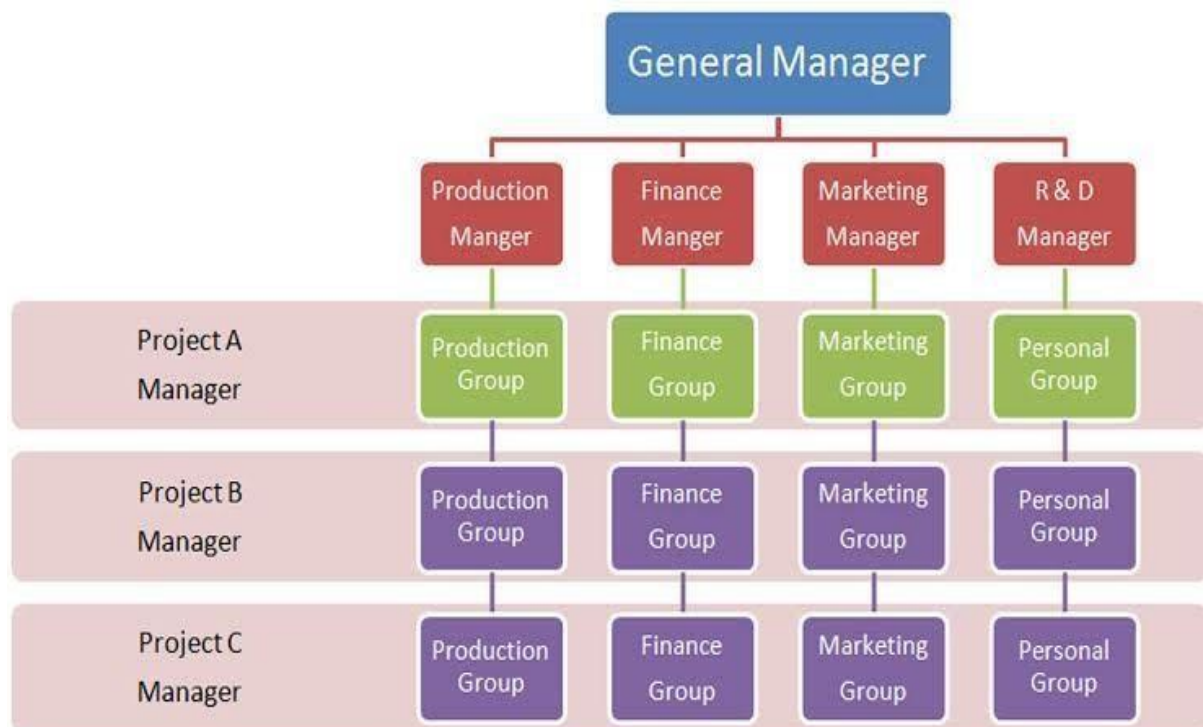 General Manager
Production
Manger
Finance
Manger
Marketing
Manager
R & D
Manager
Project A
Manager
Production
Group
Finance
Group
Marketing
Group
Personal
Group
Project B
Manager
Production
Group
Finance
Group
Marketing
Group
Personal
Group
Project C
Manager
Production
Group
Finance
Group
Marketing
Group
Personal
Group